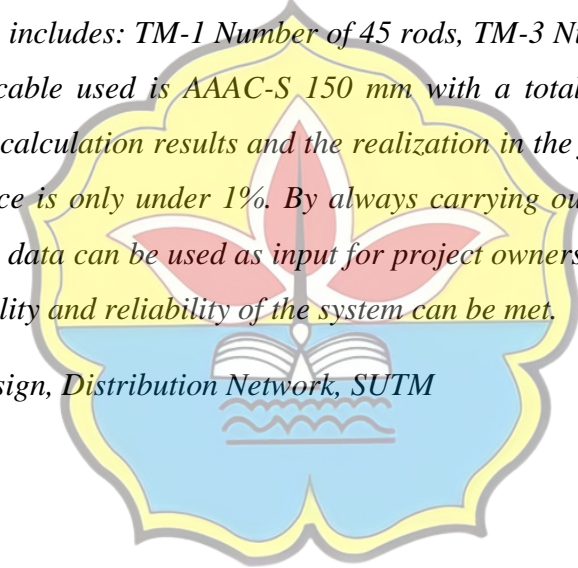 includes: TM-1 Number of 45 rods, TM-3 Ni
cable used is AAAC-S 150 mm with a total
calculation results and the realization in the
ce is only under 1%. By always carrying ou
data can be used as input for project owners
lity and reliability of the system can be met.
sign, Distribution Network, SUTM